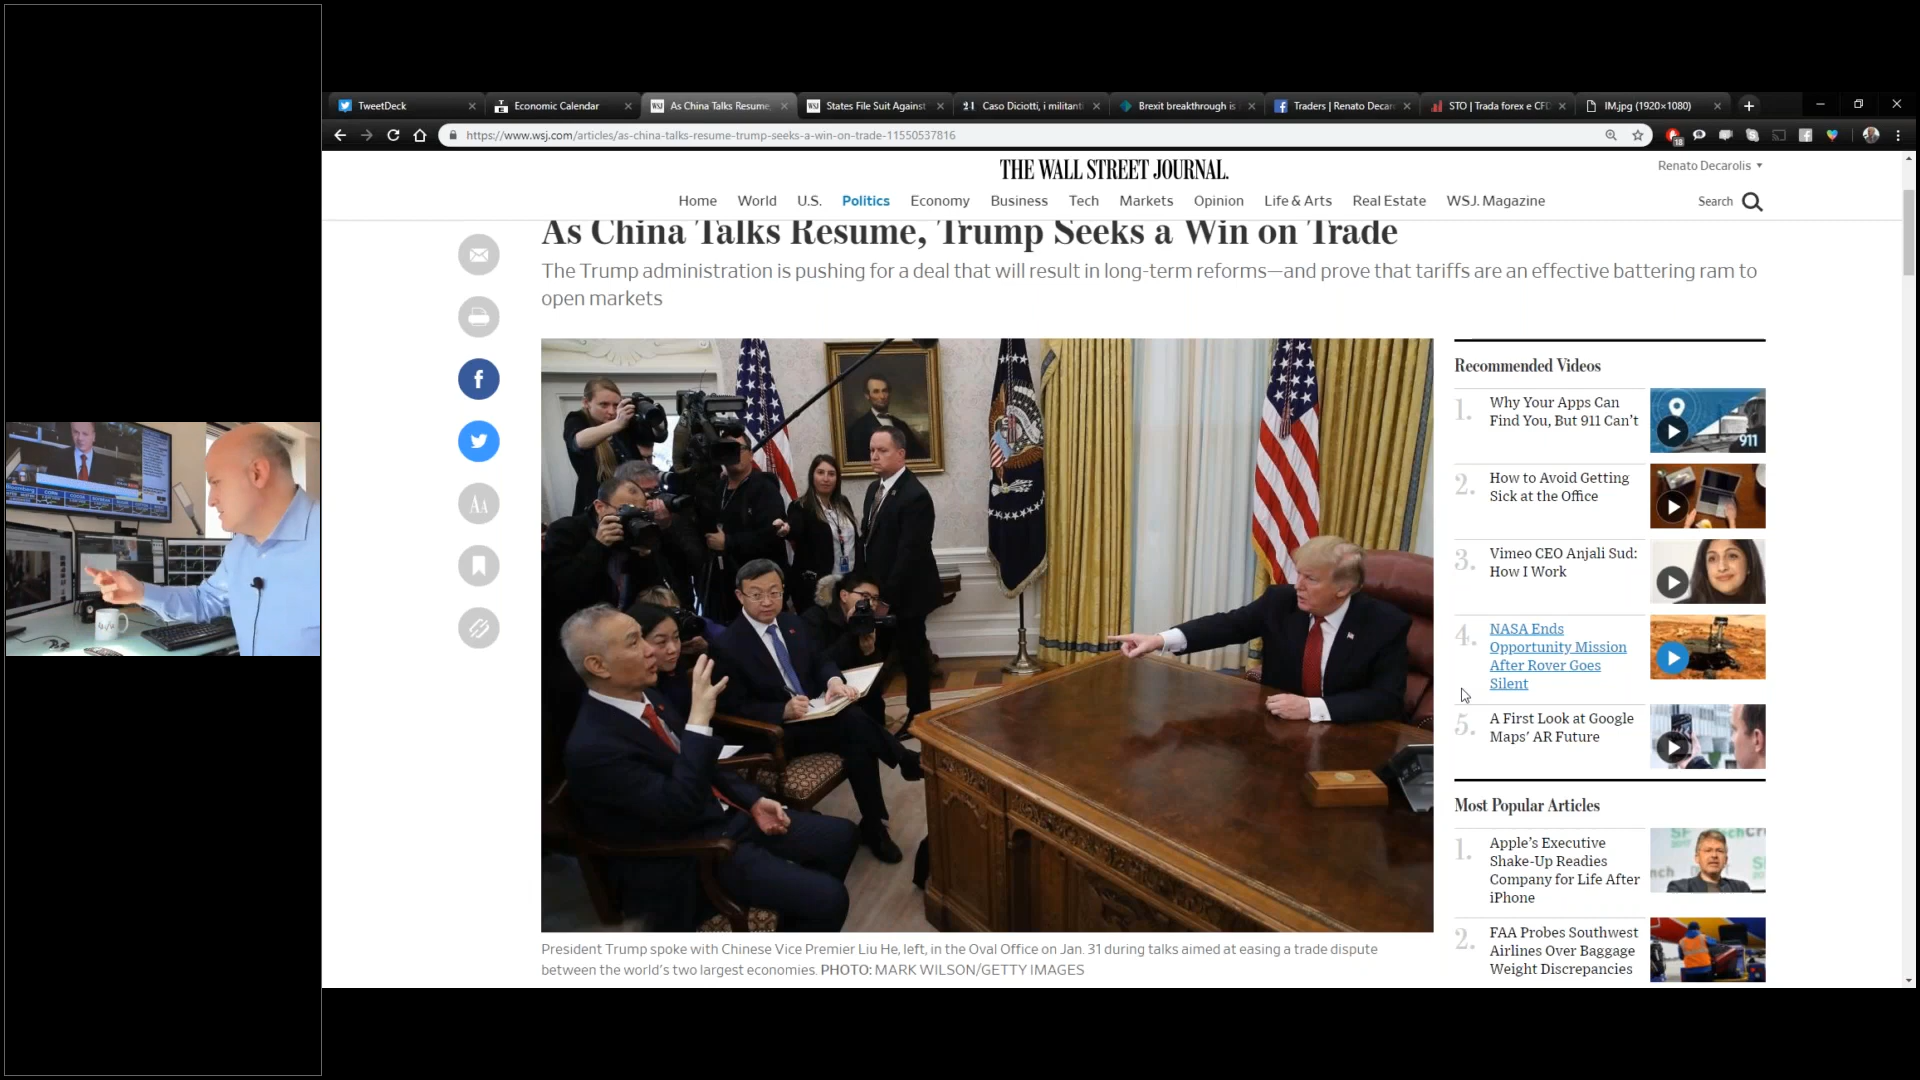 TweetDeck
Economic Calendar
As China Talks Resume,
States File Suit Against
Caso Diciotti, i militanti
Brexit breakthrough is
Traders | Renato Decar
STO | Trada forex e CFD
IM.jpg (1920×1080)
https://www.wsj.com/articles/as-china-talks-resume-trump-seeks-a-win-on-trade-11550537816
18
THE WALL STREET JOURNAL.
Renato Decarolis
Home World U.S. Politics Economy Business Tech Markets Opinion Life & Arts Real Estate WSJ. Magazine
Search
As China Talks Resume, Trump Seeks a Win on Trade
The Trump administration is pushing for a deal that will result in long-term reforms—and prove that tariffs are an effective battering ram to
open markets
AA
Recommended Videos
1. Why Your Apps Can
Find You, But 911 Can't
911
2. How to Avoid Getting
Sick at the Office
3. Vimeo CEO Anjali Sud:
How I Work
4. NASA Ends
Opportunity Mission
After Rover Goes
Silent
5. A First Look at Google
Maps' AR Future
Most Popular Articles
1. Apple's Executive
Shake-Up Readies
Company for Life After
iPhone
2. FAA Probes Southwest
Airlines Over Baggage
Weight Discrepancies
President Trump spoke with Chinese Vice Premier Liu He, left, in the Oval Office on Jan. 31 during talks aimed at easing a trade dispute
between the world's two largest economies. PHOTO: MARK WILSON/GETTY IMAGES